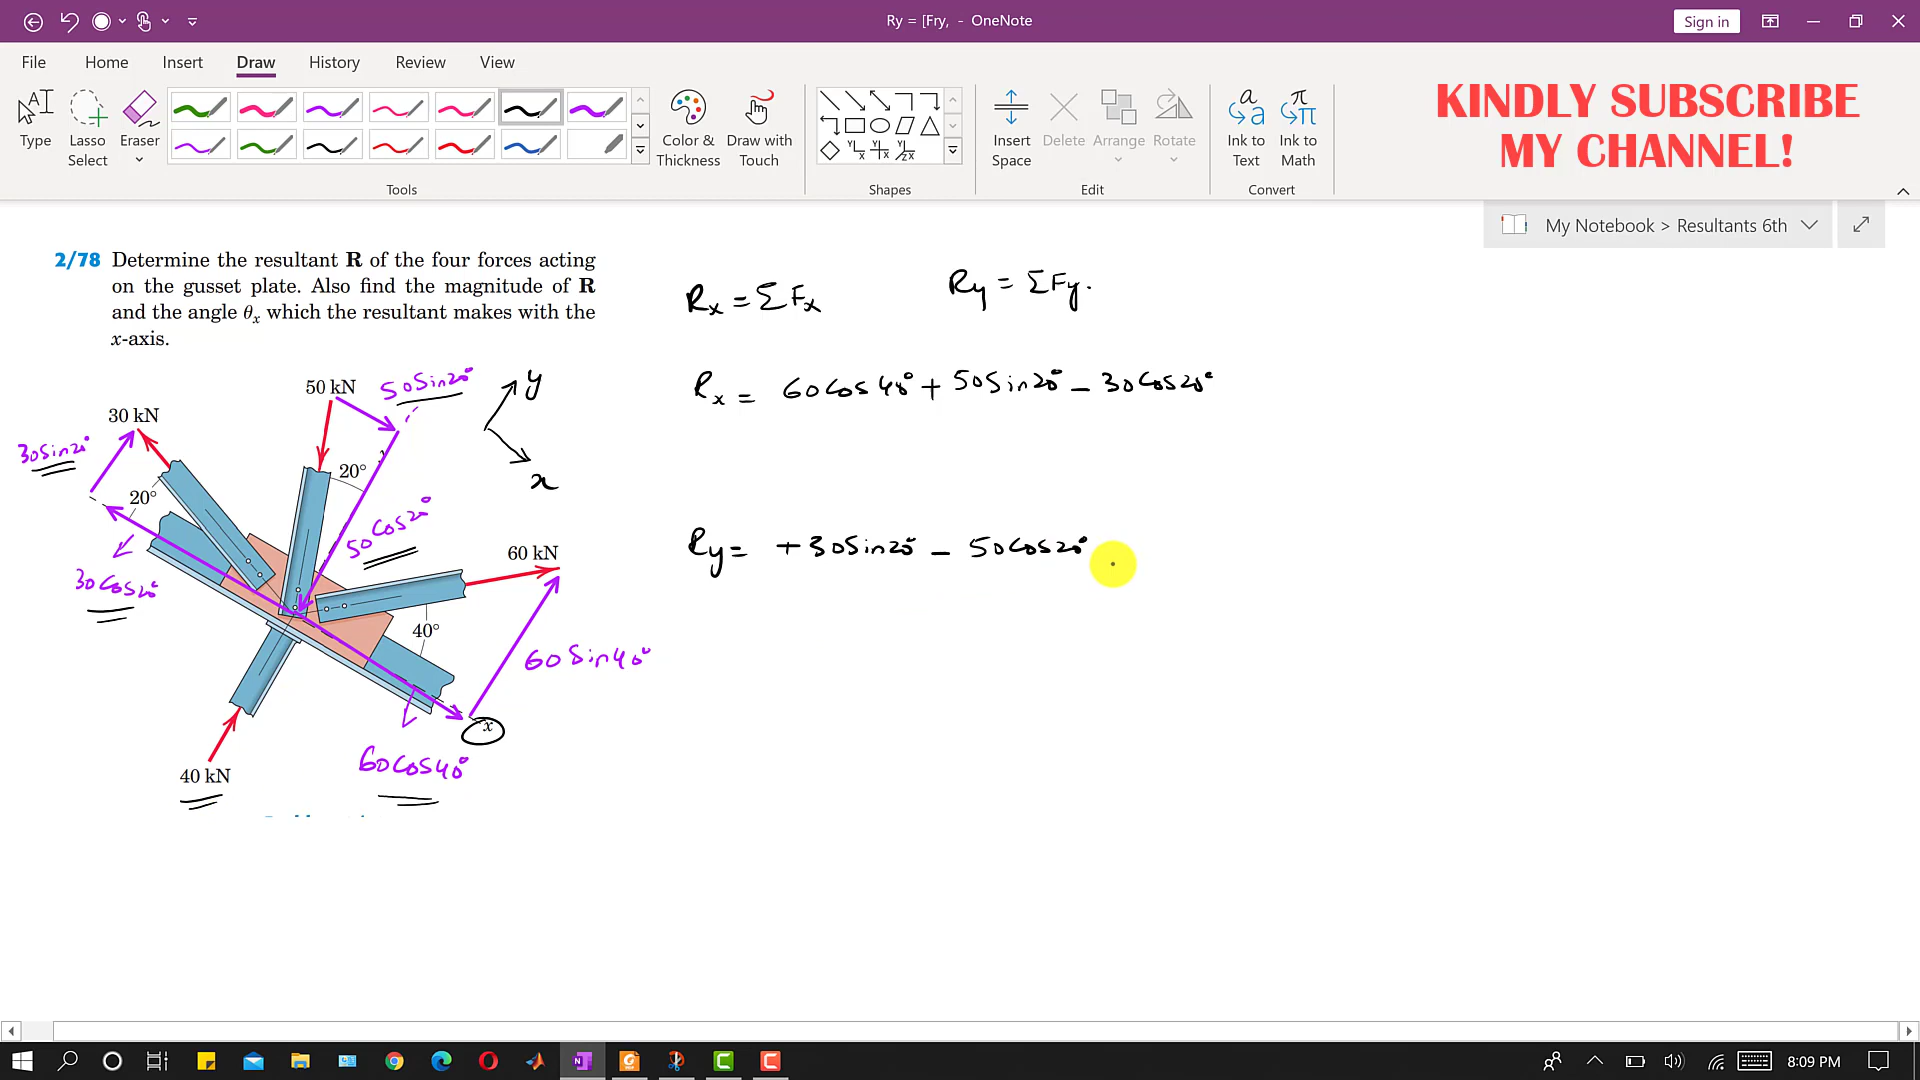 Ry = [Fry, - OneNote
Sign in
File Home Insert Draw History Review View
Type
Lasso Select
Eraser
Tools
Color & Thickness
Draw with Touch
Shapes
Insert Space
Delete
Arrange
Rotate
Edit
Ink to Text
Ink to Math
Convert
KINDLY SUBSCRIBE
MY CHANNEL!
My Notebook > Resultants 6th
2/78 Determine the resultant R of the four forces acting
on the gusset plate. Also find the magnitude of R
and the angle θx which the resultant makes with the
x-axis.
50 kN
50Sin20°
y
x
30 kN
30Sin20°
20°
20°
50Cos20°
30Cos20°
60 kN
40°
60Sin40°
x
60Cos40°
40 kN
Rx = ΣFx
Ry = ΣFy.
Rx = 60Cos40° + 50Sin20° - 30Cos20°
Ry = +30Sin20° - 50Cos20°
8:09 PM